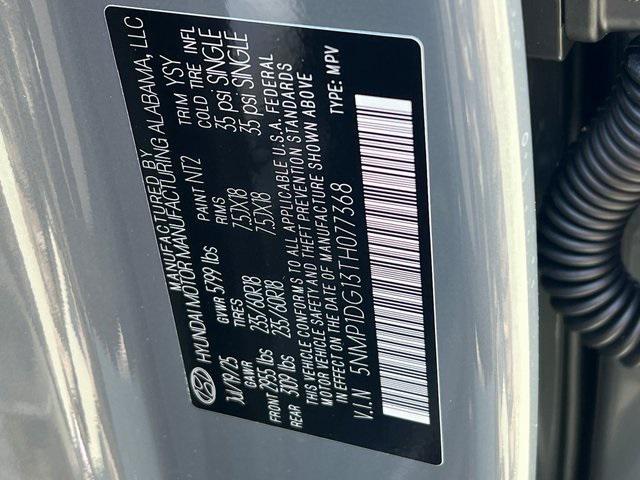 MANUFACTURED BY
HYUNDAI MOTOR MANUFACTURING ALABAMA, LLC
JUL/19/25 GVWR 5799 lbs PAINT NT2 TRIM YSY
GAWR TIRES RIMS COLD TIRE INFL
FRONT 2955 lbs 235/60R18 7.5JX18 35 psi SINGLE
REAR 3109 lbs 235/60R18 7.5JX18 35 psi SINGLE
THIS VEHICLE CONFORMS TO ALL APPLICABLE U.S.A. FEDERAL
MOTOR VEHICLE SAFETY AND THEFT PREVENTION STANDARDS
IN EFFECT ON THE DATE OF MANUFACTURE SHOWN ABOVE
V.I.N 5NMP1DG13TH077368 TYPE: MPV